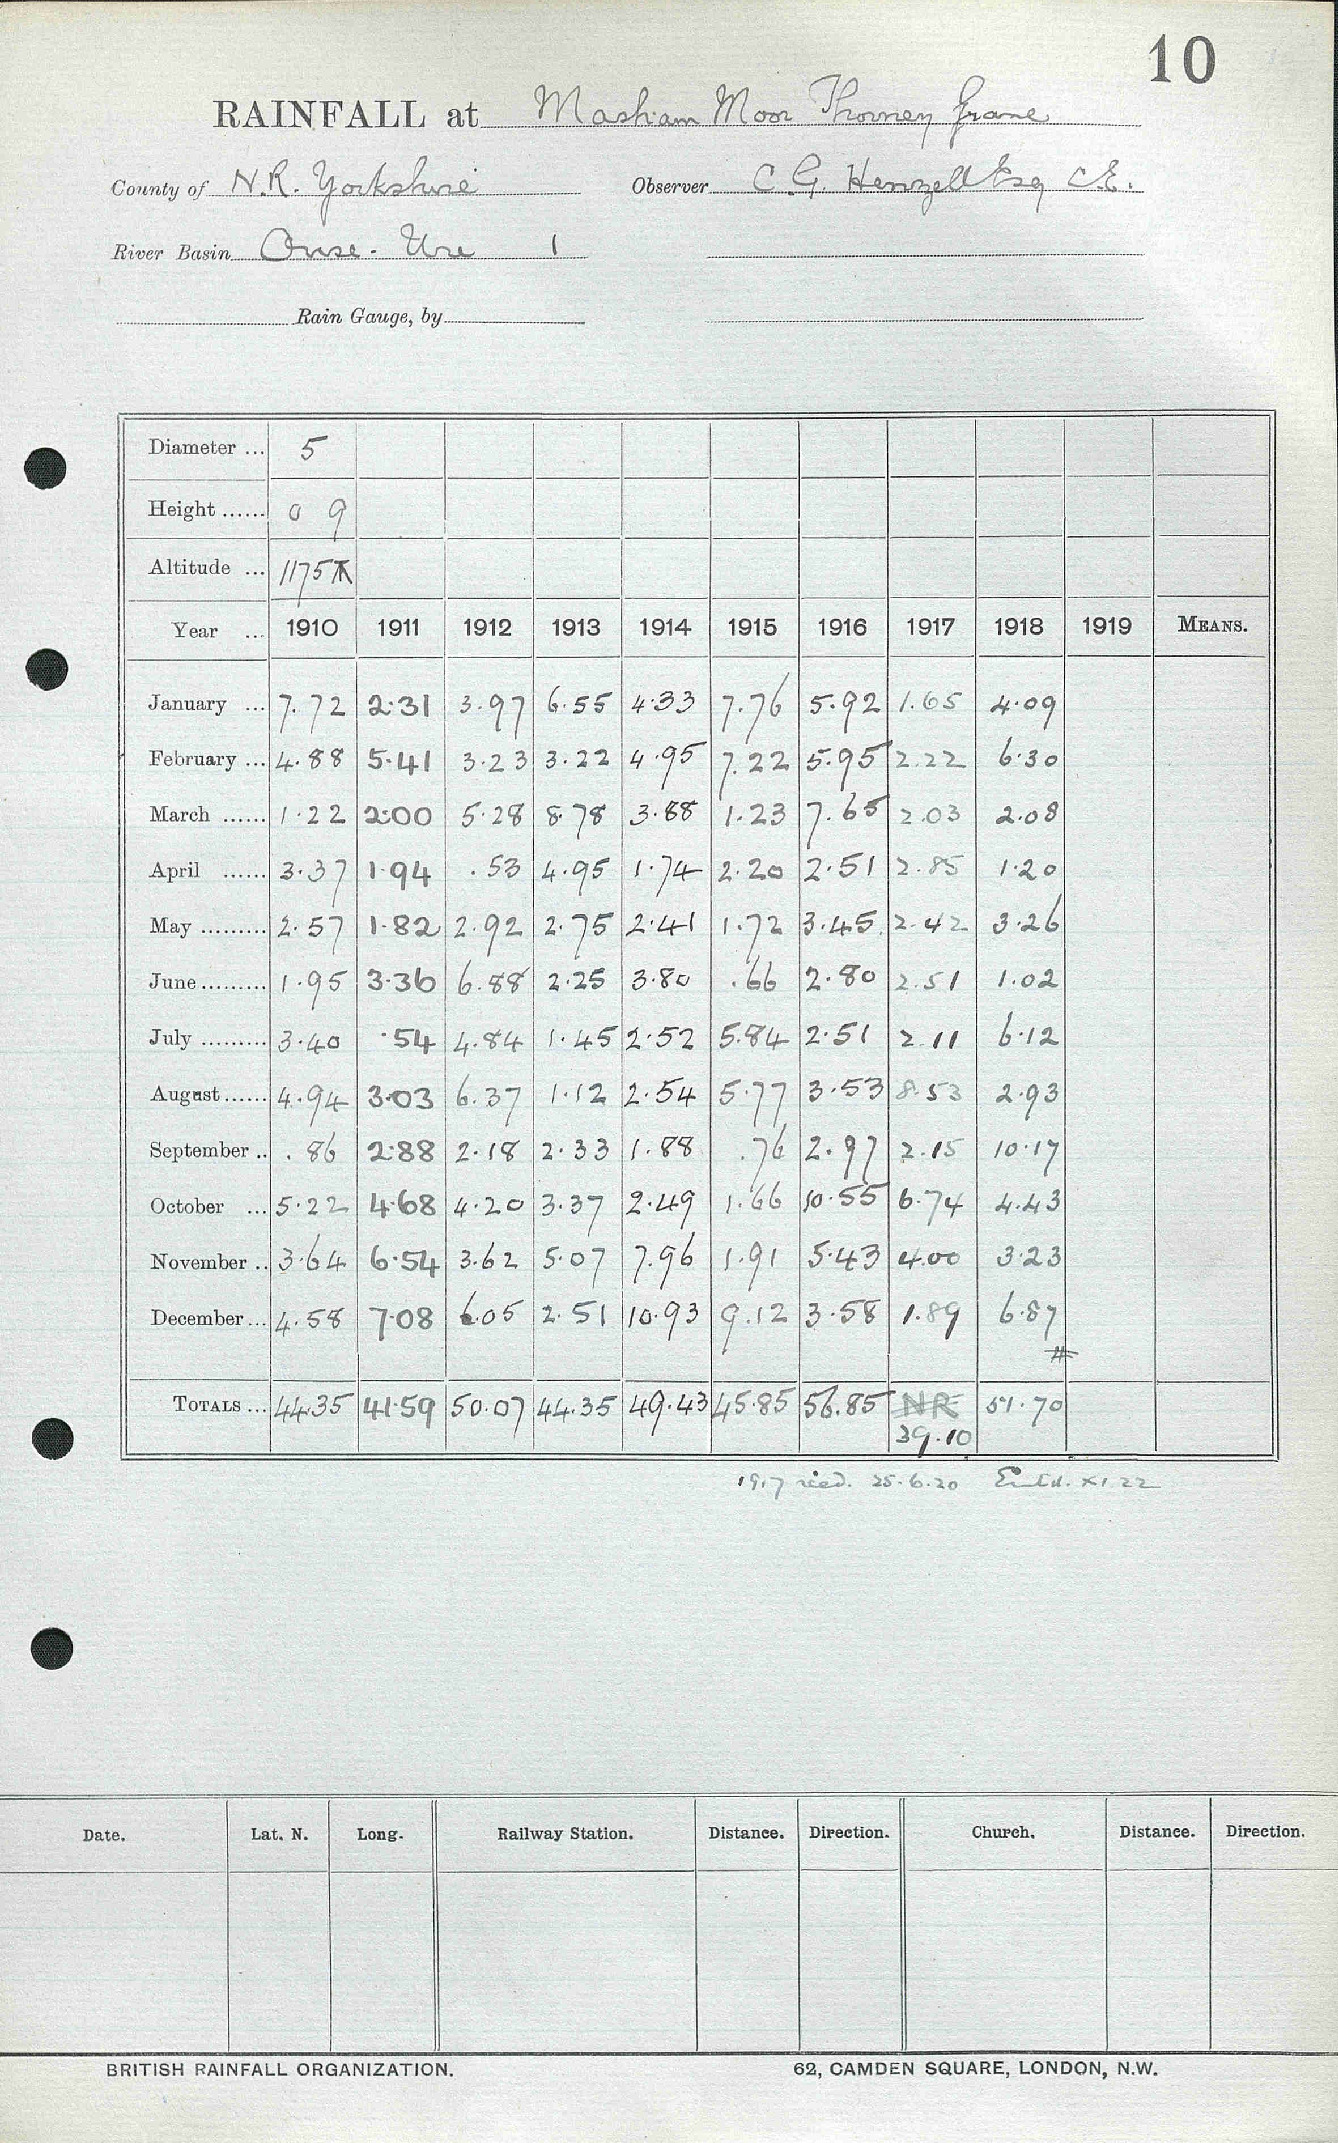 10
RAINFALL at Masham Moor Thorney Grane
County of N.R. Yorkshire Observer C. G. Henzell Esq C.E.
River Basin Ouse - Ure 1
Rain Gauge, by
Diameter ... 5
Height ...... 0 9
Altitude ... 1175
Year ... 1910 1911 1912 1913 1914 1915 1916 1917 1918 1919 MEANS.
January ... 7.72 2.31 3.97 6.55 4.33 7.76 5.92 1.65 4.09
February ... 4.88 5.41 3.23 3.22 4.95 7.22 5.95 2.22 6.30
March ...... 1.22 2.00 5.28 8.78 3.88 1.23 7.65 2.03 2.08
April ...... 3.37 1.94 .53 4.95 1.74 2.20 2.51 2.85 1.20
May ......... 2.57 1.82 2.92 2.75 2.41 1.72 3.45 2.42 3.26
June ......... 1.95 3.36 6.88 2.25 3.80 .66 2.80 2.51 1.02
July ......... 3.40 .54 4.84 1.45 2.52 5.84 2.51 2.11 6.12
August ...... 4.94 3.03 6.37 1.12 2.54 5.77 3.53 8.53 2.93
September .. .86 2.88 2.18 2.33 1.88 .76 2.97 2.15 10.17
October ... 5.22 4.68 4.20 3.37 2.49 1.66 10.55 6.74 4.43
November .. 3.64 6.54 3.62 5.07 7.96 1.91 5.43 4.00 3.23
December ... 4.58 7.08 6.05 2.51 10.93 9.12 3.58 1.89 6.87
TOTALS ... 44.35 41.59 50.07 44.35 49.43 45.85 56.85 NR 51.70
39.10
1917 recd. 25.6.20 Entd. XI 22
Date. Lat. N. Long. Railway Station. Distance. Direction. Church. Distance. Direction.
BRITISH RAINFALL ORGANIZATION. 62, CAMDEN SQUARE, LONDON, N.W.